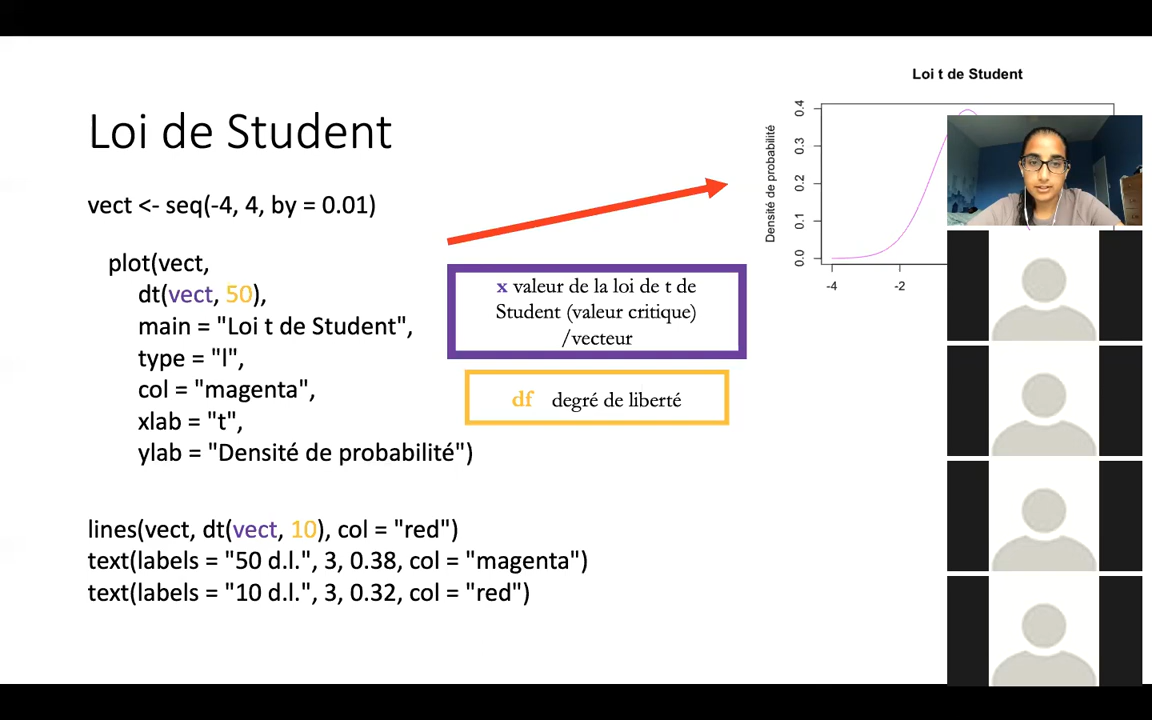 Loi t de Student
Loi de Student
0.4
0.3
0.2
0.1
0.0
Densité de probabilité
-4
-2
vect <- seq(-4, 4, by = 0.01)
plot(vect,
dt(vect, 50),
main = "Loi t de Student",
type = "l",
col = "magenta",
xlab = "t",
ylab = "Densité de probabilité")
x valeur de la loi de t de
Student (valeur critique)
/vecteur
df degré de liberté
lines(vect, dt(vect, 10), col = "red")
text(labels = "50 d.l.", 3, 0.38, col = "magenta")
text(labels = "10 d.l.", 3, 0.32, col = "red")